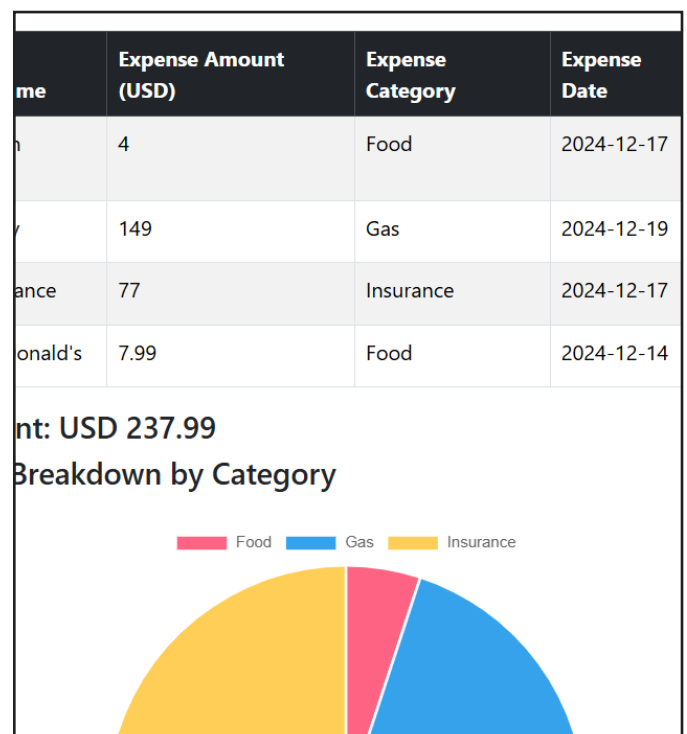 me Expense Amount (USD) Expense Category Expense Date
4 Food 2024-12-17
149 Gas 2024-12-19
ance 77 Insurance 2024-12-17
onald's 7.99 Food 2024-12-14
nt: USD 237.99
Breakdown by Category
Food Gas Insurance